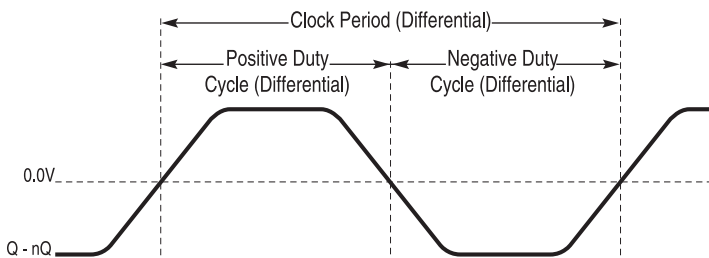 Clock Period (Differential)
Positive Duty
Cycle (Differential)
Negative Duty
Cycle (Differential)
0.0V
Q - nQ